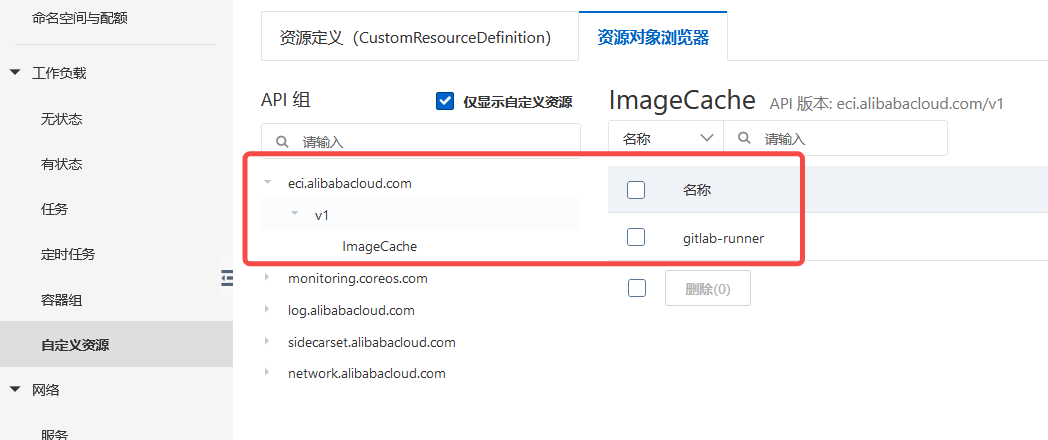 命名空间与配额
工作负载
无状态
有状态
任务
定时任务
容器组
自定义资源
网络
服务
资源定义（CustomResourceDefinition）
资源对象浏览器
API 组
仅显示自定义资源
请输入
eci.alibabacloud.com
v1
ImageCache
monitoring.coreos.com
log.alibabacloud.com
sidecarset.alibabacloud.com
network.alibabacloud.com
ImageCache API 版本: eci.alibabacloud.com/v1
名称 请输入
名称
gitlab-runner
删除(0)